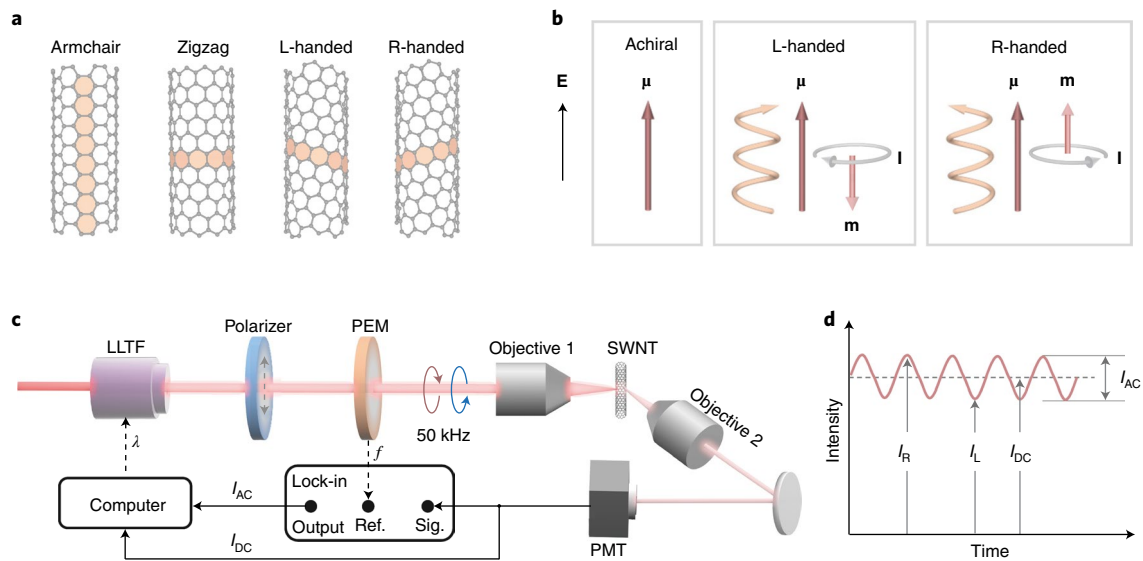 a
Armchair
Zigzag
L-handed
R-handed
b
E
Achiral
μ
L-handed
μ
I
m
R-handed
μ
m
I
c
LLTF
Polarizer
PEM
50 kHz
Objective 1
SWNT
Objective 2
λ
f
Computer
I_AC
I_DC
Lock-in
Output
Ref.
Sig.
PMT
d
Intensity
I_R
I_L
I_DC
I_AC
Time